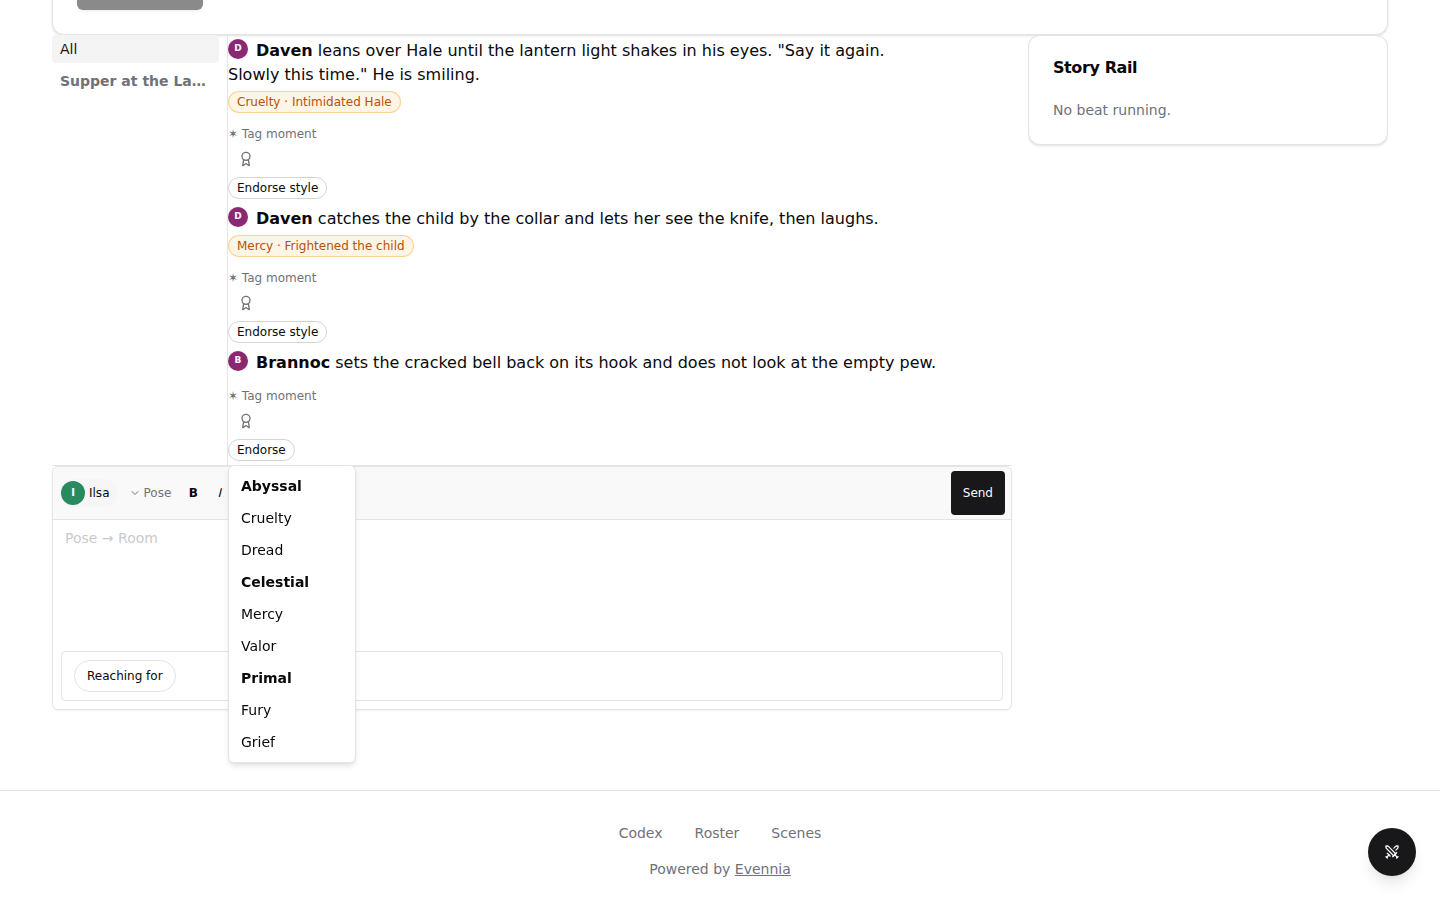 All
Supper at the La...
D Daven leans over Hale until the lantern light shakes in his eyes. "Say it again.
Slowly this time." He is smiling.
Cruelty · Intimidated Hale
✶ Tag moment
Endorse style
D Daven catches the child by the collar and lets her see the knife, then laughs.
Mercy · Frightened the child
✶ Tag moment
Endorse style
B Brannoc sets the cracked bell back on its hook and does not look at the empty pew.
✶ Tag moment
Endorse
Story Rail
No beat running.
I Ilsa Pose B I
Send
Pose → Room
Reaching for
Abyssal
Cruelty
Dread
Celestial
Mercy
Valor
Primal
Fury
Grief
Codex Roster Scenes
Powered by Evennia